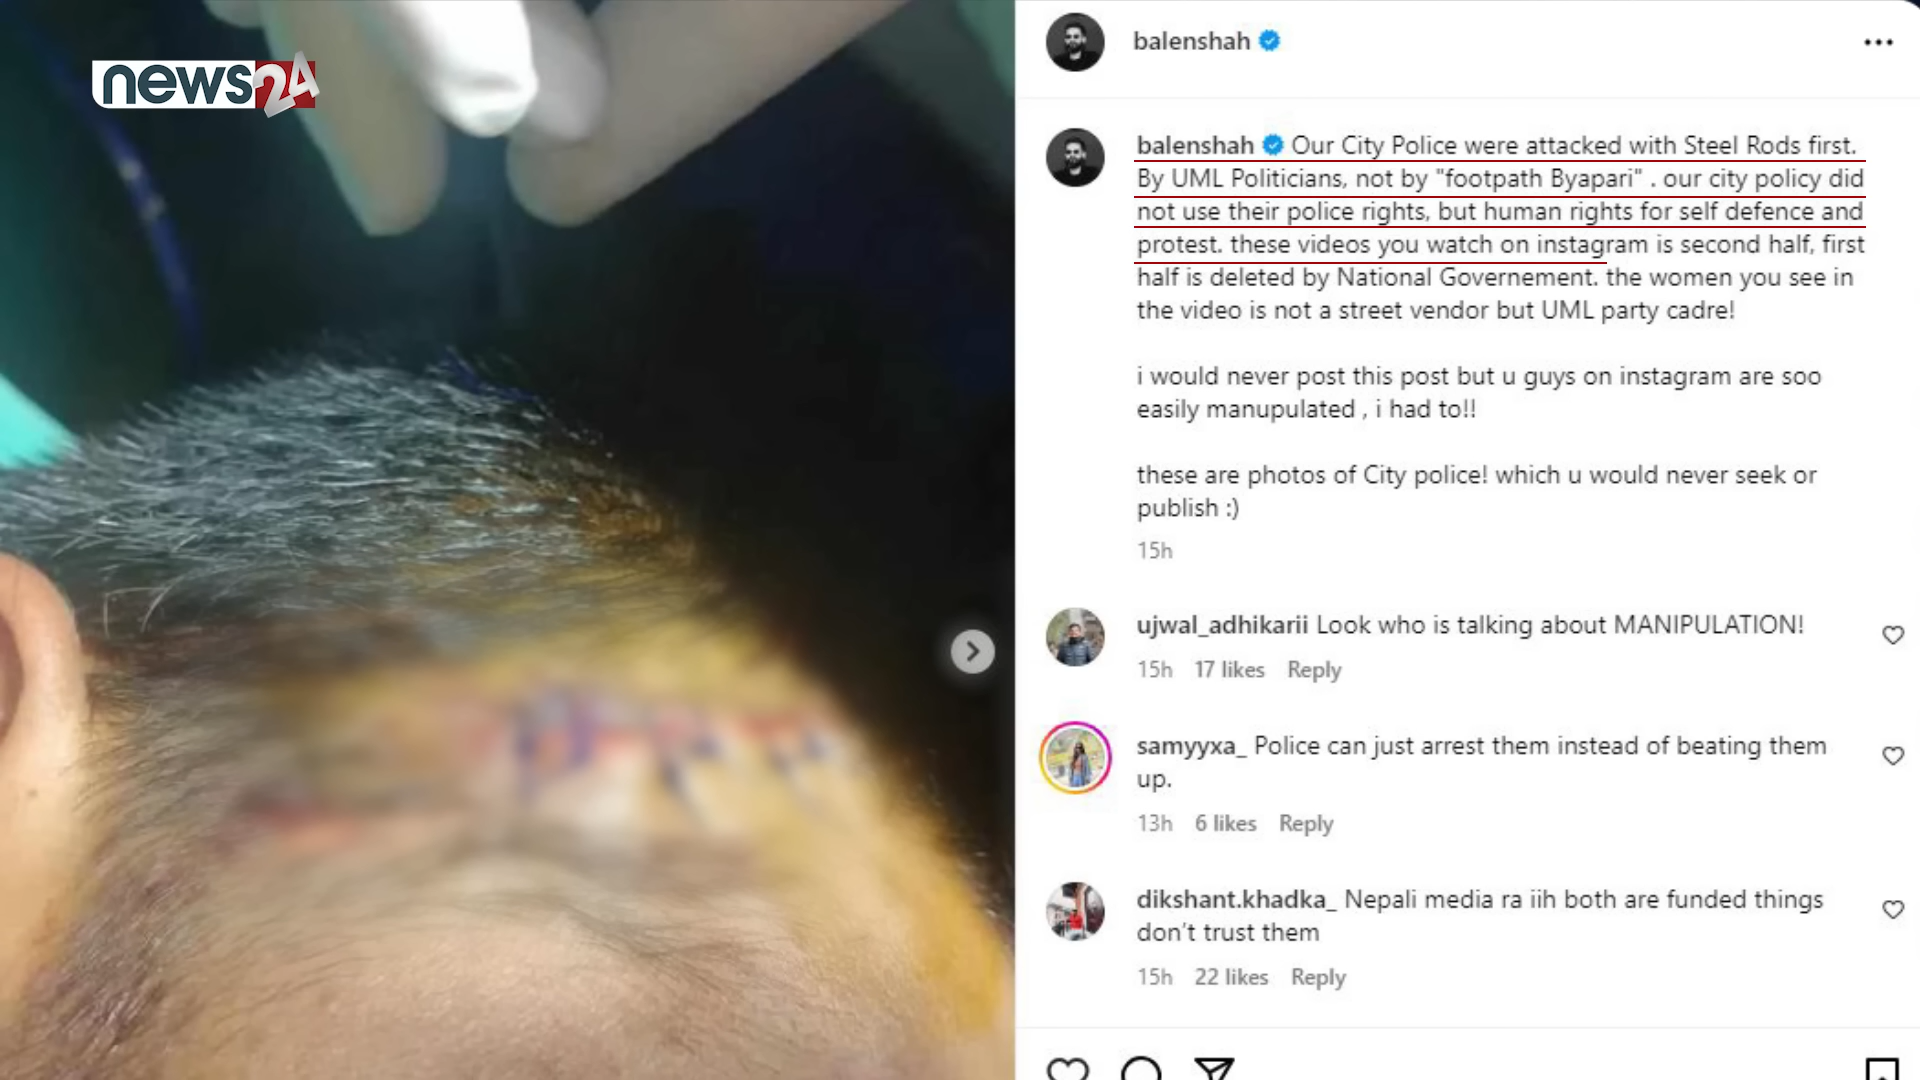 news24
balenshah
balenshah Our City Police were attacked with Steel Rods first.
By UML Politicians, not by "footpath Byapari" . our city policy did
not use their police rights, but human rights for self defence and
protest. these videos you watch on instagram is second half, first
half is deleted by National Governement. the women you see in
the video is not a street vendor but UML party cadre!
i would never post this post but u guys on instagram are soo
easily manupulated , i had to!!
these are photos of City police! which u would never seek or
publish :)
15h
ujwal_adhikarii Look who is talking about MANIPULATION!
15h 17 likes Reply
samyyxa_ Police can just arrest them instead of beating them
up.
13h 6 likes Reply
dikshant.khadka_ Nepali media ra iih both are funded things
don't trust them
15h 22 likes Reply